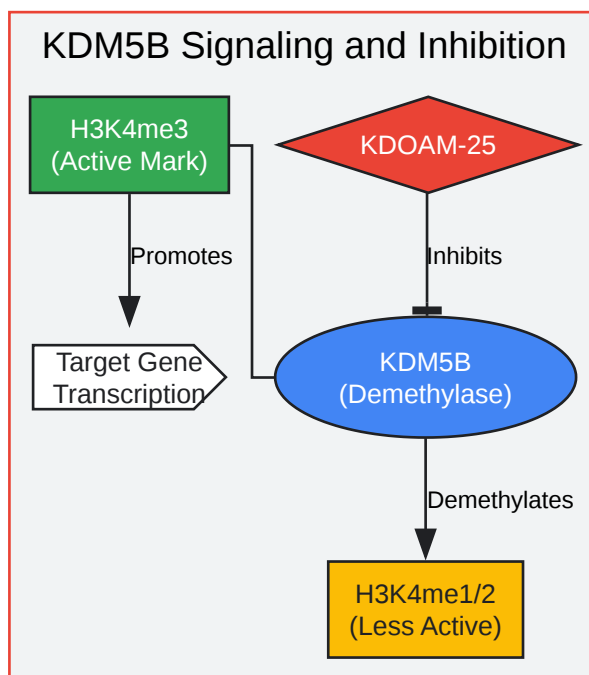 KDM5B Signaling and Inhibition
H3K4me3
(Active Mark)
KDOAM-25
Promotes
Inhibits
Target Gene
Transcription
KDM5B
(Demethylase)
Demethylates
H3K4me1/2
(Less Active)